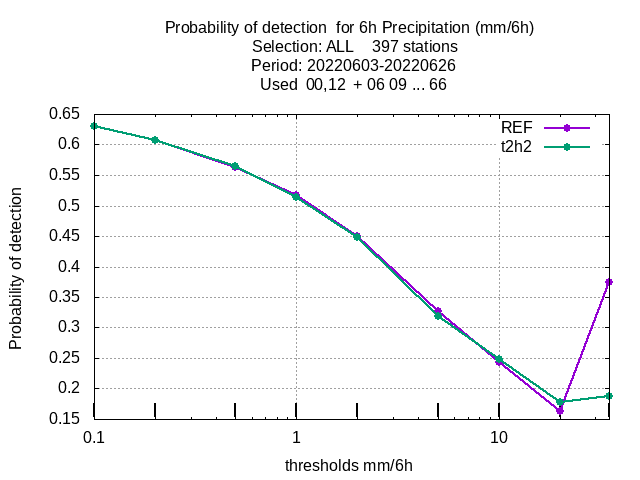 Probability of detection  for 6h Precipitation (mm/6h)
Selection: ALL    397 stations
Period: 20220603-20220626
Used  00,12  + 06 09 ... 66
REF
t2h2
Probability of detection
0.65
0.6
0.55
0.5
0.45
0.4
0.35
0.3
0.25
0.2
0.15
0.1 1 10
thresholds mm/6h